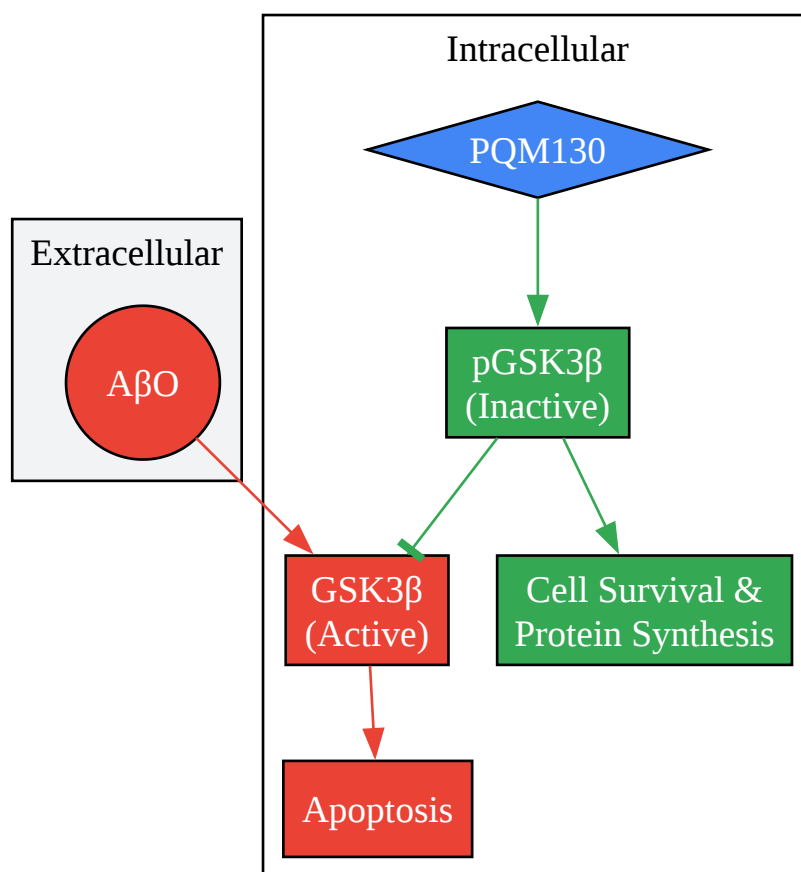 Intracellular
PQM130
Extracellular
AβO
pGSK3β
(Inactive)
GSK3β
(Active)
Cell Survival &
Protein Synthesis
Apoptosis